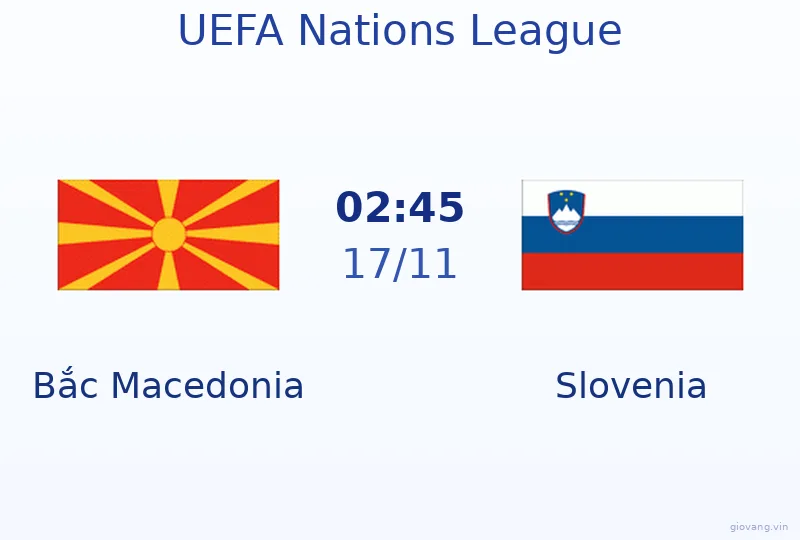 UEFA Nations League
02:45
17/11
Bắc Macedonia
Slovenia
giovang.vin